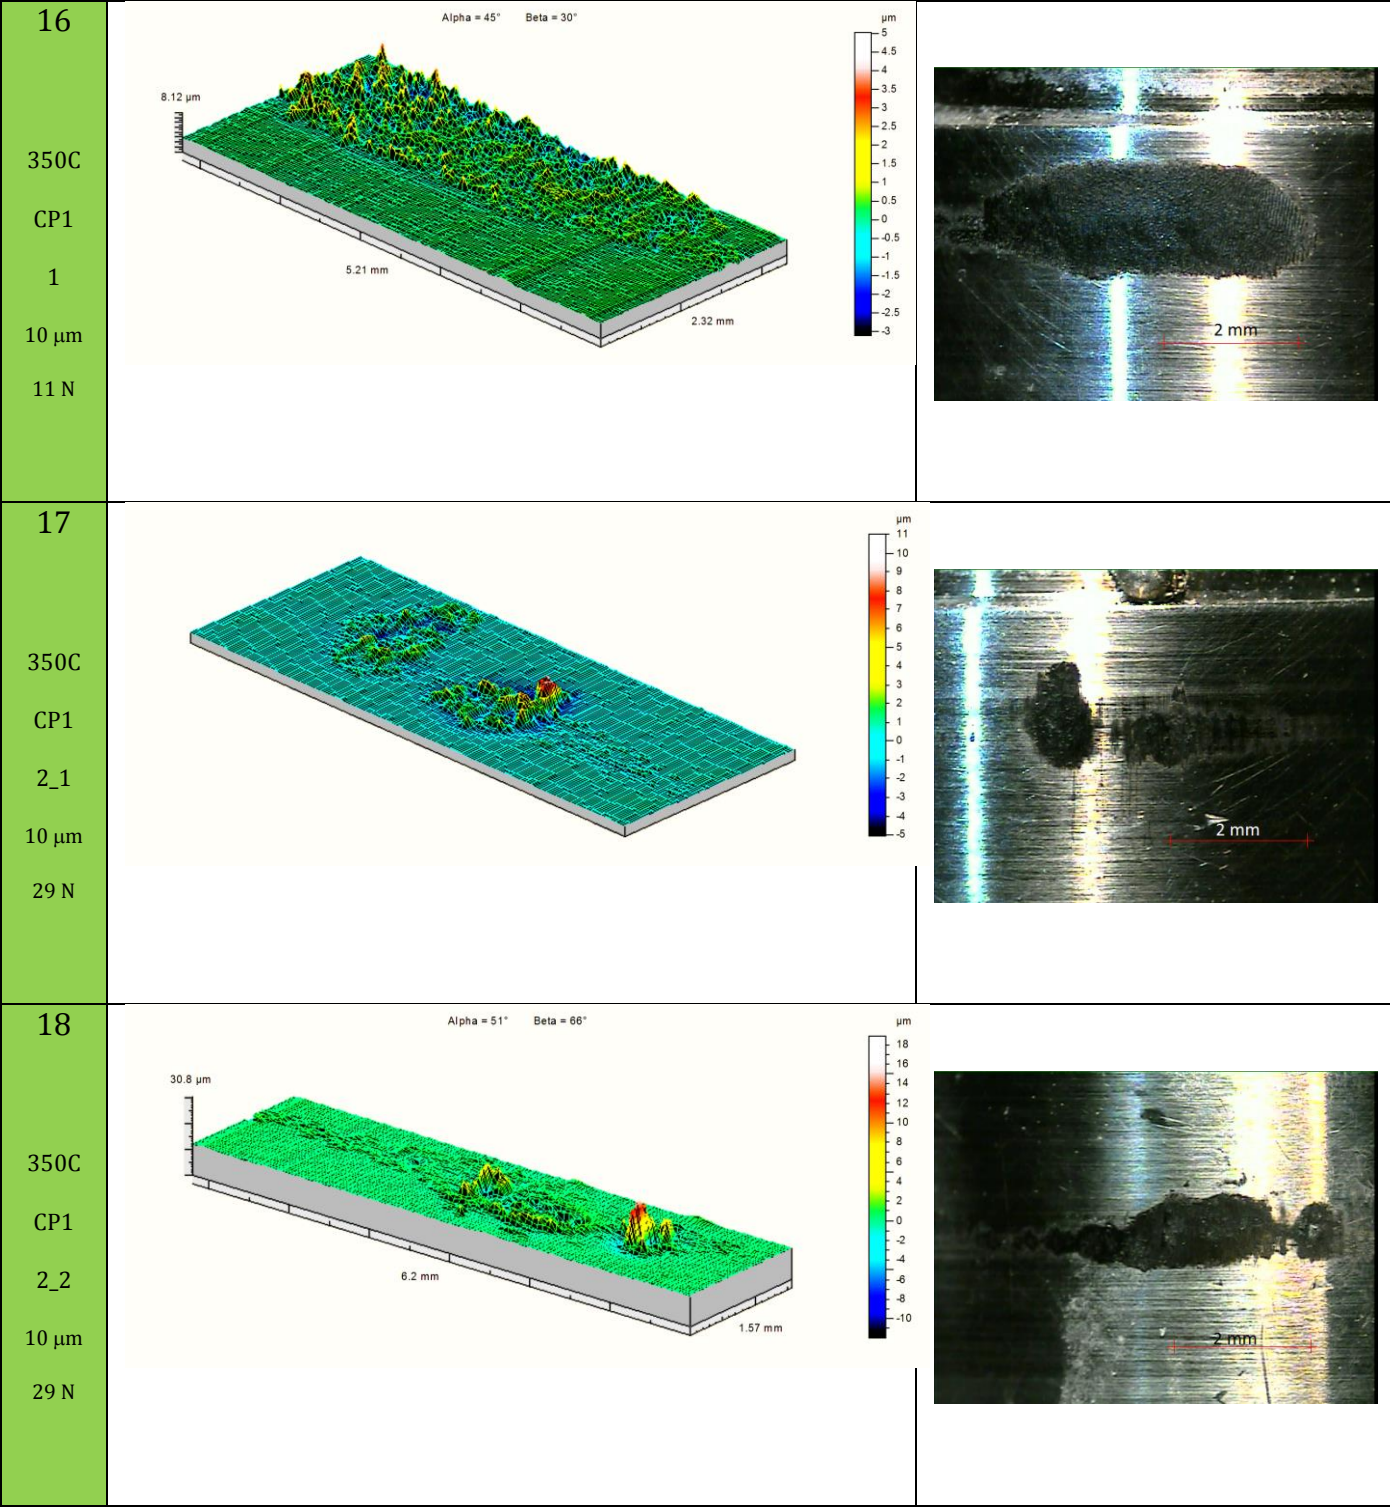 16
350C
CP1
1
10 µm
11 N
Alpha = 45° Beta = 30°
8.12 µm
5.21 mm
2.32 mm
µm
5
4.5
4
3.5
3
2.5
2
1.5
1
0.5
0
-0.5
-1
-1.5
-2
-2.5
-3
2 mm
17
350C
CP1
2_1
10 µm
29 N
µm
11
10
9
8
7
6
5
4
3
2
1
0
-1
-2
-3
-4
-5
2 mm
18
350C
CP1
2_2
10 µm
29 N
Alpha = 51° Beta = 66°
30.8 µm
6.2 mm
1.57 mm
µm
18
16
14
12
10
8
6
4
2
0
-2
-4
-6
-8
-10
2 mm